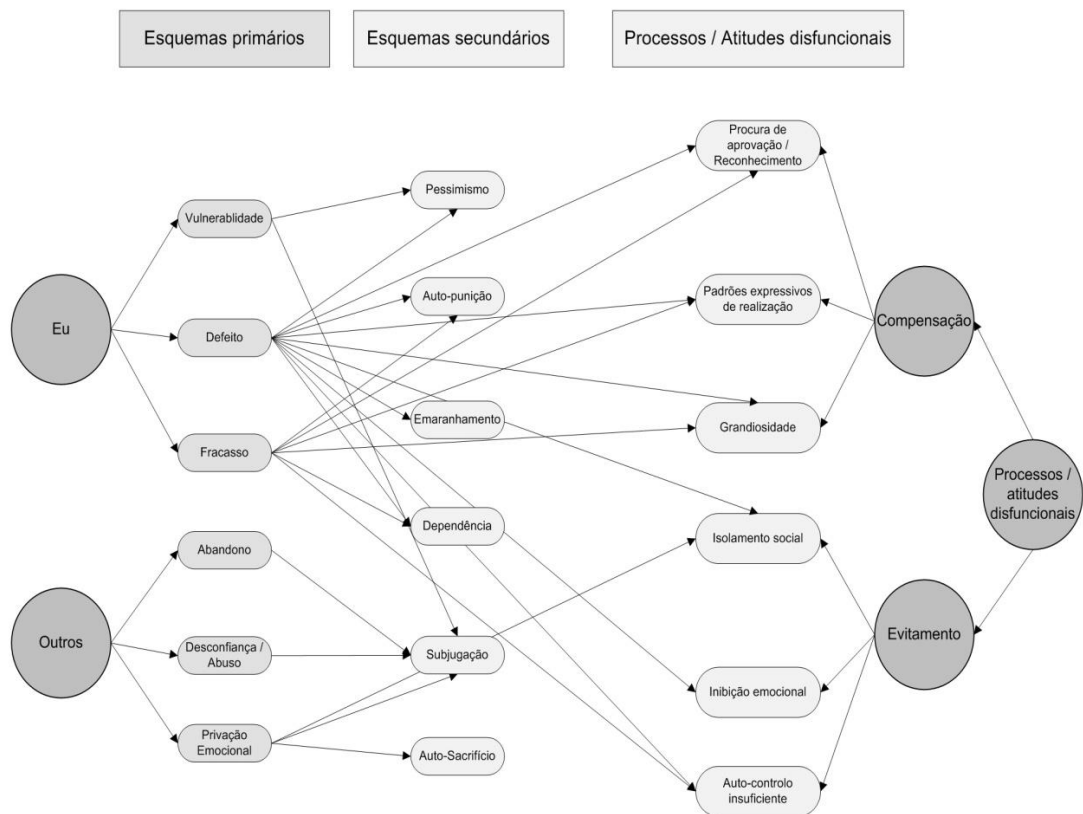 Esquemas primários
Esquemas secundários
Processos / Atitudes disfuncionais
Procura de
aprovação /
Reconhecimento
Pessimismo
Vulnerablidade
Auto-punição
Padrões expressivos
de realização
Eu
Compensação
Defeito
Emaranhamento
Grandiosidade
Fracasso
Processos /
atitudes
disfuncionais
Dependência
Isolamento social
Abandono
Outros
Desconfiança /
Abuso
Subjugação
Evitamento
Inibição emocional
Privação
Emocional
Auto-Sacrifício
Auto-controlo
insuficiente